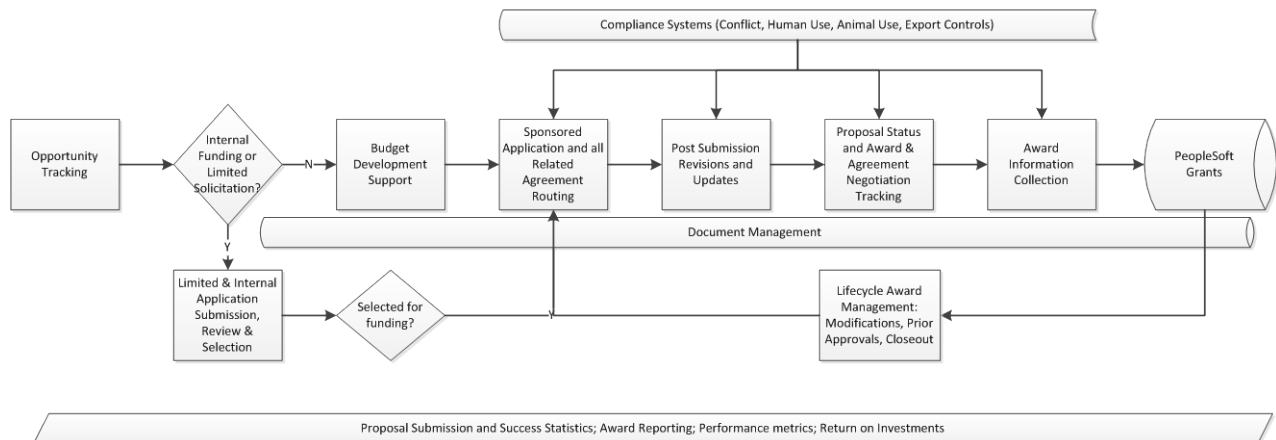 Compliance Systems (Conflict, Human Use, Animal Use, Export Controls)
Opportunity
Tracking
Internal
Funding or
Limited
Solicitation?
N
Budget
Development
Support
Sponsored
Application and all
Related
Agreement
Routing
Post Submission
Revisions and
Updates
Proposal Status
and Award &
Agreement
Negotiation
Tracking
Award
Information
Collection
PeopleSoft
Grants
Document Management
Y
Limited & Internal
Application
Submission,
Review &
Selection
Selected for
funding?
Y
Lifecycle Award
Management:
Modifications, Prior
Approvals, Closeout
Proposal Submission and Success Statistics; Award Reporting; Performance metrics; Return on Investments